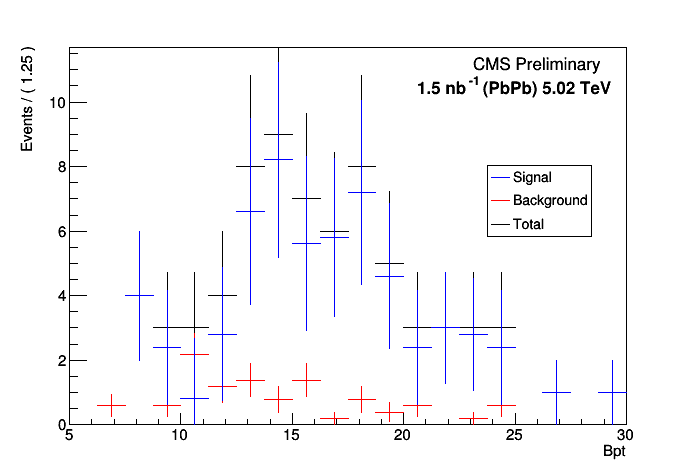 CMS Preliminary
1.5 nb-1 (PbPb) 5.02 TeV
Events / ( 1.25 )
Signal
Background
Total
10
8
6
4
2
0
5 10 15 20 25 30
Bpt